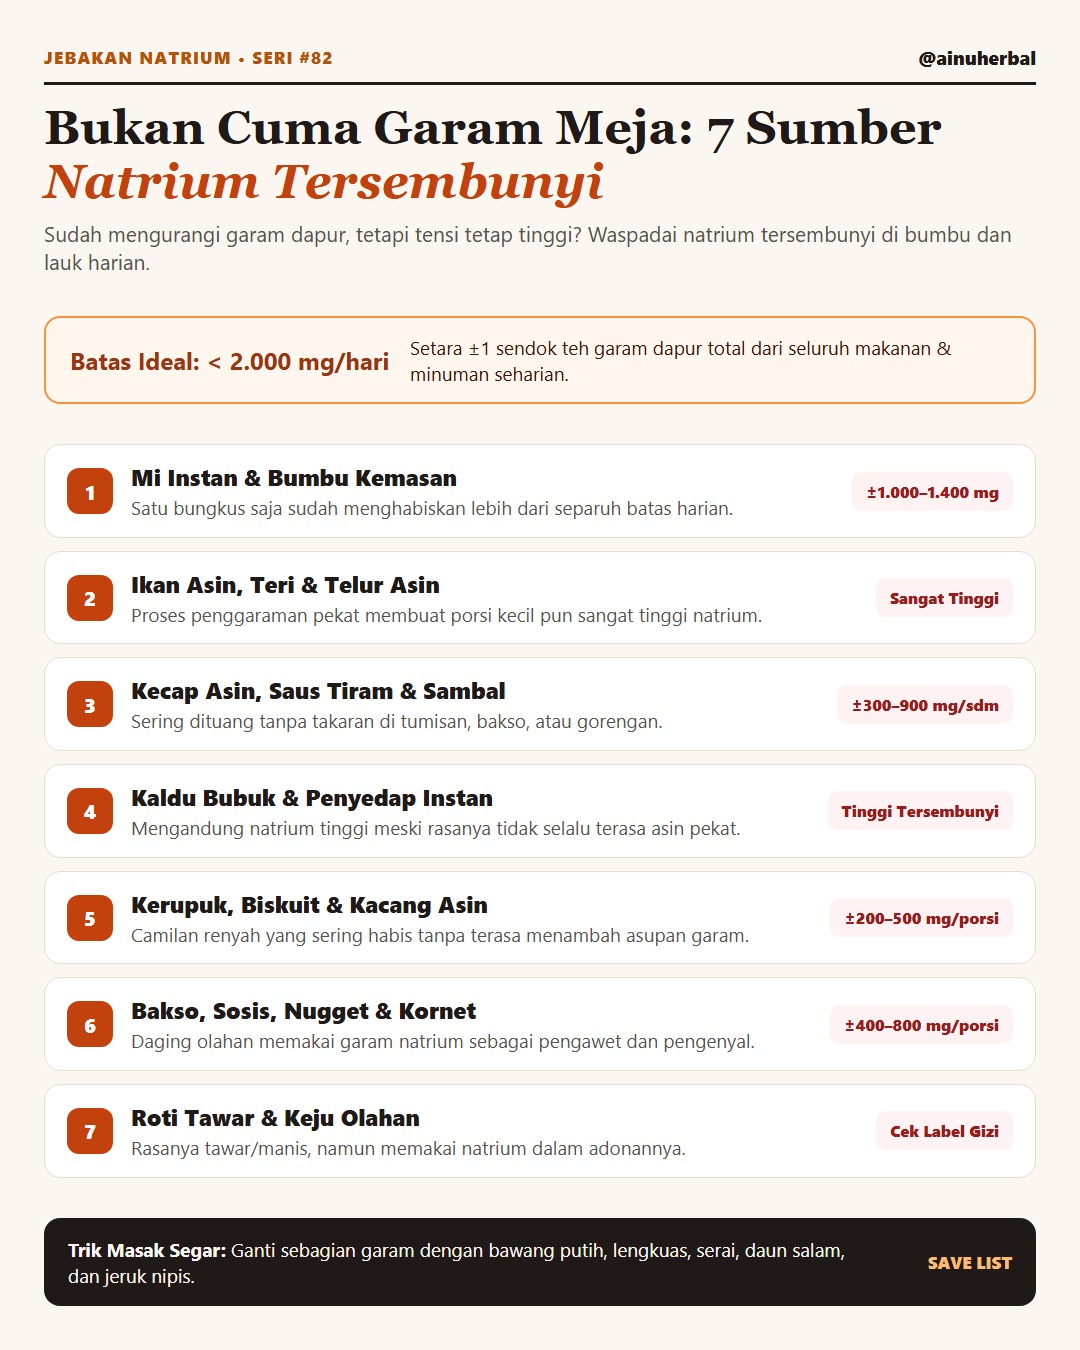 JEBAKAN NATRIUM • SERI #82
@ainuherbal
Bukan Cuma Garam Meja: 7 Sumber
Natrium Tersembunyi
Sudah mengurangi garam dapur, tetapi tensi tetap tinggi? Waspadai natrium tersembunyi di bumbu dan
lauk harian.
Batas Ideal: < 2.000 mg/hari
Setara ±1 sendok teh garam dapur total dari seluruh makanan &
minuman seharian.
1
Mi Instan & Bumbu Kemasan
Satu bungkus saja sudah menghabiskan lebih dari separuh batas harian.
±1.000–1.400 mg
2
Ikan Asin, Teri & Telur Asin
Proses penggaraman pekat membuat porsi kecil pun sangat tinggi natrium.
Sangat Tinggi
3
Kecap Asin, Saus Tiram & Sambal
Sering dituang tanpa takaran di tumisan, bakso, atau gorengan.
±300–900 mg/sdm
4
Kaldu Bubuk & Penyedap Instan
Mengandung natrium tinggi meski rasanya tidak selalu terasa asin pekat.
Tinggi Tersembunyi
5
Kerupuk, Biskuit & Kacang Asin
Camilan renyah yang sering habis tanpa terasa menambah asupan garam.
±200–500 mg/porsi
6
Bakso, Sosis, Nugget & Kornet
Daging olahan memakai garam natrium sebagai pengawet dan pengenyal.
±400–800 mg/porsi
7
Roti Tawar & Keju Olahan
Rasanya tawar/manis, namun memakai natrium dalam adonannya.
Cek Label Gizi
Trik Masak Segar: Ganti sebagian garam dengan bawang putih, lengkuas, serai, daun salam,
dan jeruk nipis.
SAVE LIST